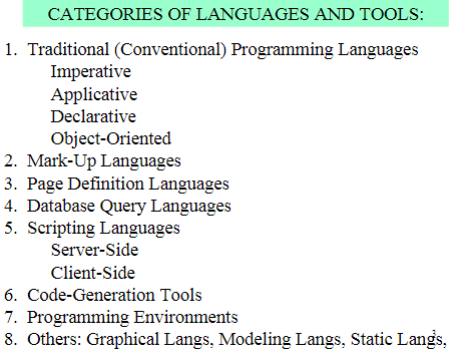 CATEGORIES OF LANGUAGES AND TOOLS:
1. Traditional (Conventional) Programming Languages
Imperative
Applicative
Declarative
Object-Oriented
2. Mark-Up Languages
3. Page Definition Languages
4. Database Query Languages
5. Scripting Languages
Server-Side
Client-Side
6. Code-Generation Tools
7. Programming Environments
8. Others: Graphical Langs, Modeling Langs, Static Langs,